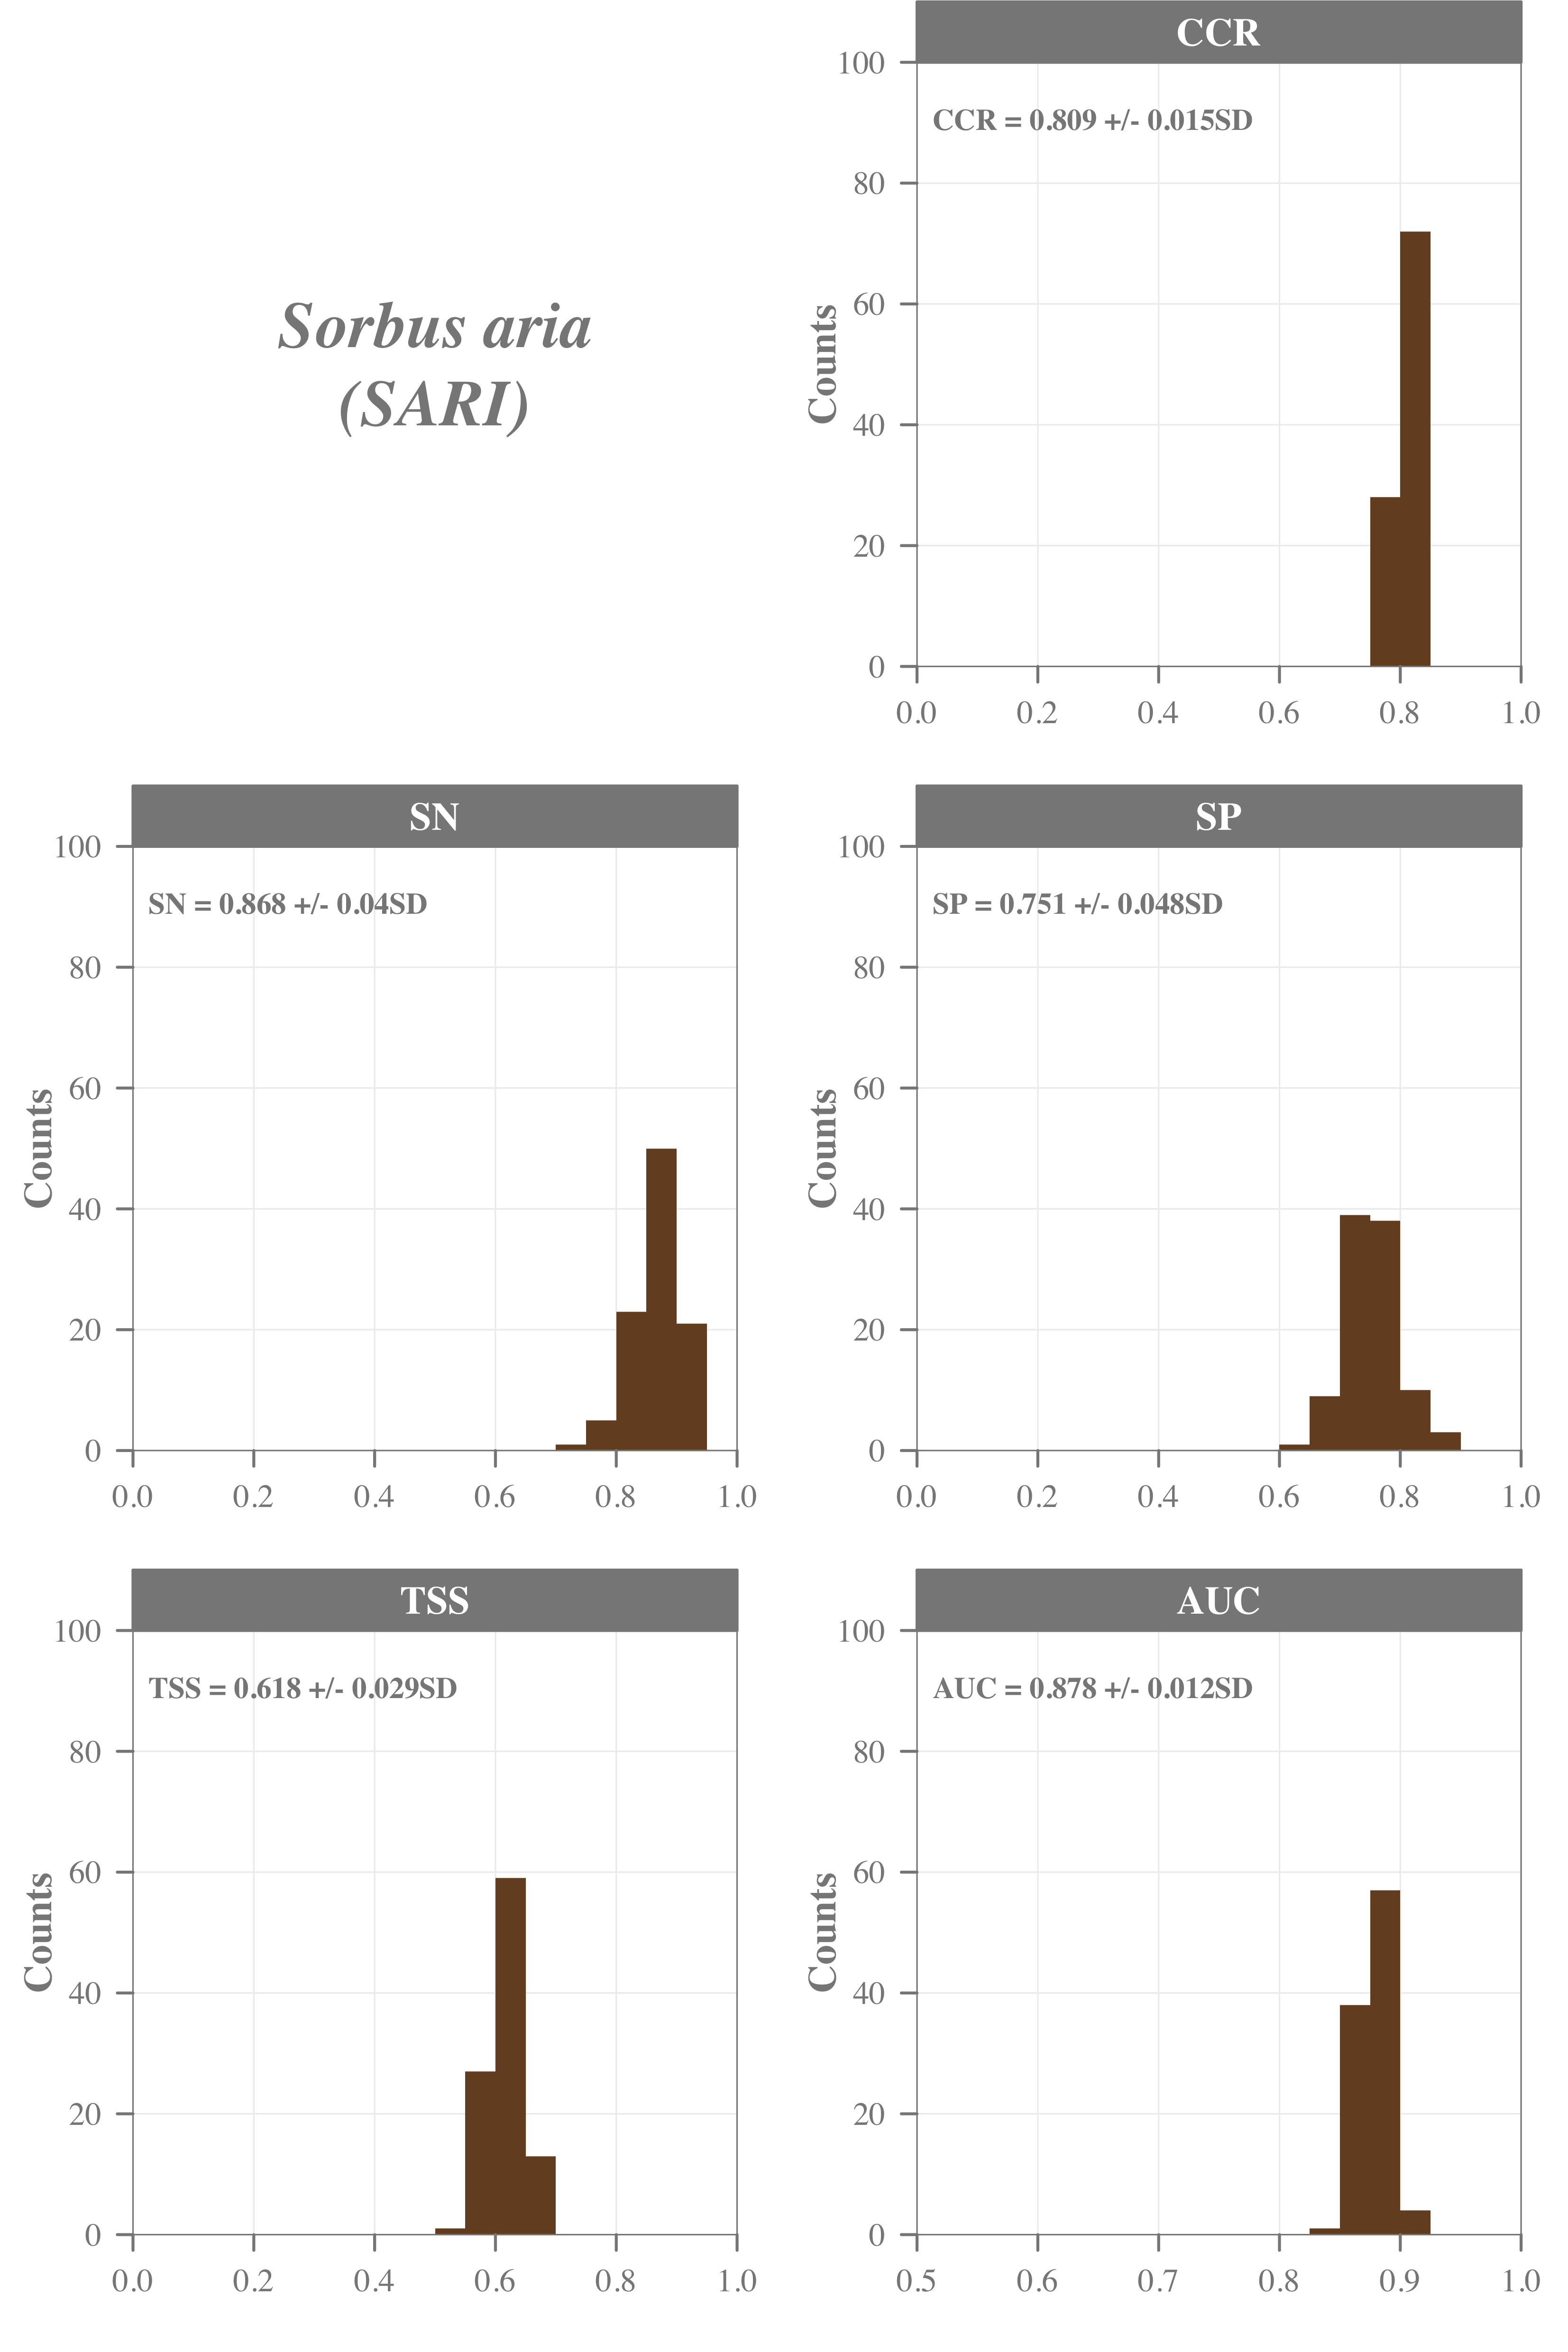 CCR
100
CCR = 0.809 +/- 0.015SD
80
60
Counts
40
20
0
0.0 0.2 0.4 0.6 0.8 1.0
Sorbus aria
(SARI)
SN
100
SN = 0.868 +/- 0.04SD
80
60
Counts
40
20
0
0.0 0.2 0.4 0.6 0.8 1.0
SP
100
SP = 0.751 +/- 0.048SD
80
60
Counts
40
20
0
0.0 0.2 0.4 0.6 0.8 1.0
TSS
100
TSS = 0.618 +/- 0.029SD
80
60
Counts
40
20
0
0.0 0.2 0.4 0.6 0.8 1.0
AUC
100
AUC = 0.878 +/- 0.012SD
80
60
Counts
40
20
0
0.5 0.6 0.7 0.8 0.9 1.0